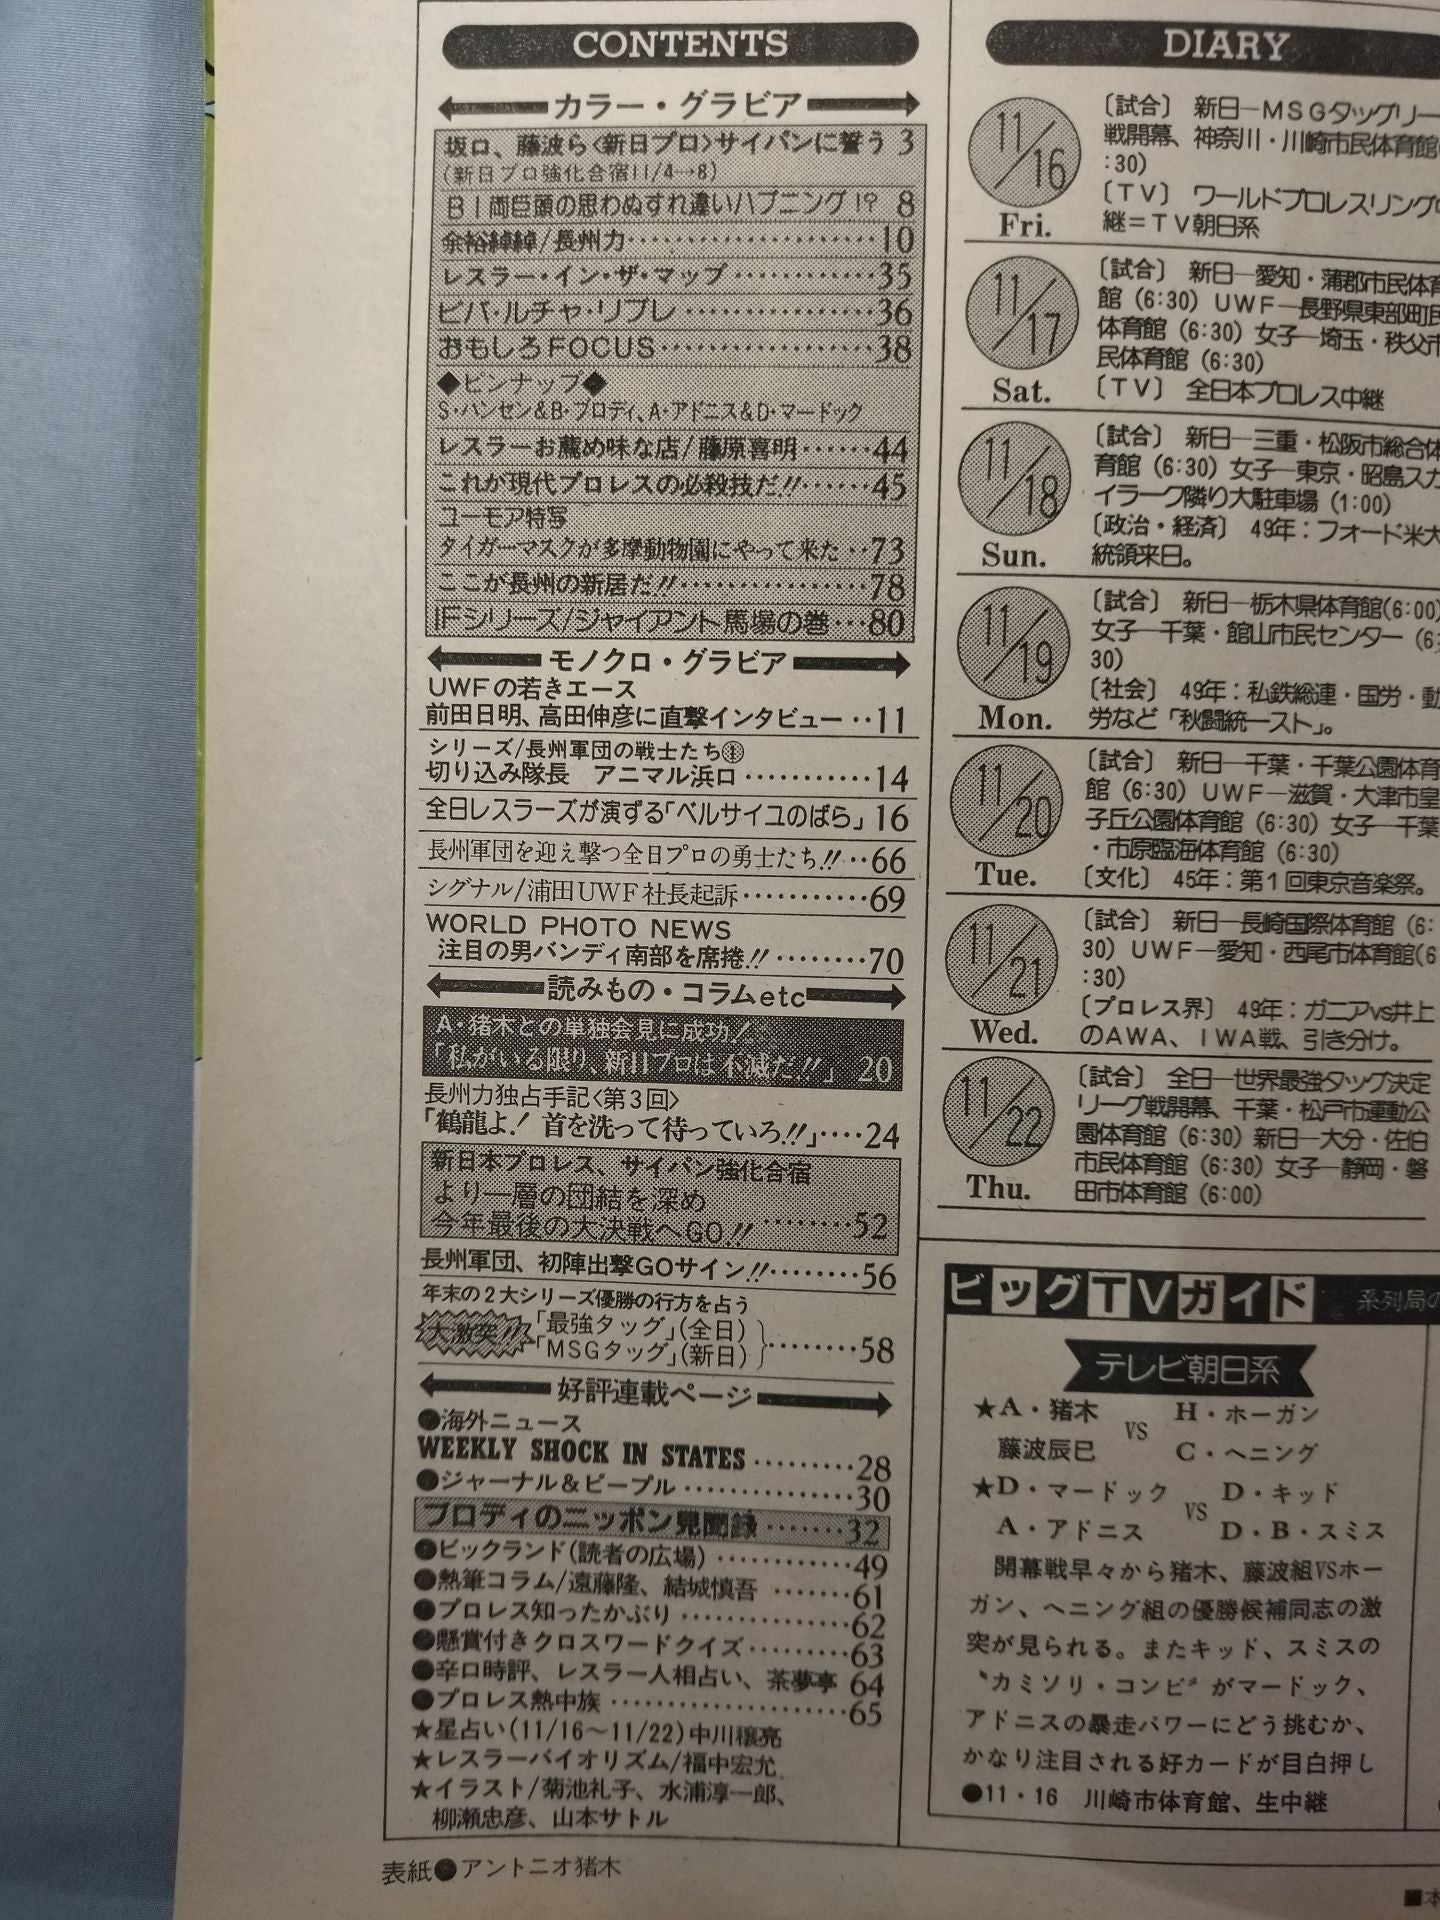 CONTENTS
カラー・グラビア
坂口、藤波ら〈新日プロ〉サイパンに誓う 3
(新日プロ強化合宿11/4→8)
BI両巨頭の思わぬすれ違いハプニング!? 8
余裕綽綽/長州力 10
レスラー・イン・ザ・マップ 35
ビバ・ルチャ・リブレ 36
おもしろFOCUS 38
◆ピンナップ◆
S・ハンセン&B・ブロディ、A・アドニス&D・マードック
レスラーお薦め味な店/藤原喜明 44
これが現代プロレスの必殺技だ!! 45
ユーモア特写
タイガーマスクが多摩動物園にやって来た 73
ここが長州の新居だ!! 78
IFシリーズ/ジャイアント馬場の巻 80
モノクロ・グラビア
UWFの若きエース
前田日明、高田伸彦に直撃インタビュー 11
シリーズ/長州軍団の戦士たち
切り込み隊長 アニマル浜口 14
全日レスラーズが演ずる「ベルサイユのばら」 16
長州軍団を迎え撃つ全日プロの勇士たち!! 66
シグナル/浦田UWF社長起訴 69
WORLD PHOTO NEWS
注目の男バンディ南部を席捲!! 70
読みもの・コラムetc
A・猪木との単独会見に成功!
「私がいる限り、新日プロは不滅だ!!」 20
長州力独占手記〈第3回〉
「鶴龍よ! 首を洗って待っていろ!!」 24
新日本プロレス、サイパン強化合宿
より一層の団結を深め
今年最後の大決戦へGO!! 52
長州軍団、初陣出撃GOサイン!! 56
年末の2大シリーズ優勝の行方を占う
大激突!! 「最強タッグ」(全日)
「MSGタッグ」(新日) 58
好評連載ページ
●海外ニュース
WEEKLY SHOCK IN STATES 28
●ジャーナル&ピープル 30
ブロディのニッポン見聞録 32
●ビックランド(読者の広場) 49
●熱筆コラム/遠藤隆、結城慎吾 61
●プロレス知ったかぶり 62
●懸賞付きクロスワードクイズ 63
●辛口時評、レスラー人相占い、茶夢亭 64
●プロレス熱中族 65
★星占い(11/16〜11/22)中川穰亮
★レスラーバイオリズム/福中宏允
★イラスト/菊池礼子、水浦淳一郎、
柳瀬忠彦、山本サトル
表紙●アントニオ猪木
DIARY
11/16 Fri.
〔試合〕 新日—MSGタッグリー
戦開幕、神奈川・川崎市民体育館
:30)
〔TV〕 ワールドプロレスリング
継=TV朝日系
11/17 Sat.
〔試合〕 新日—愛知・蒲郡市民体育
館(6:30) UWF—長野県東部町民
体育館(6:30) 女子—埼玉・秩父市
民体育館(6:30)
〔TV〕 全日本プロレス中継
11/18 Sun.
〔試合〕 新日—三重・松阪市総合体
育館(6:30) 女子—東京・昭島スカ
イラーク隣り大駐車場(1:00)
〔政治・経済〕 49年:フォード米大
統領来日。
11/19 Mon.
〔試合〕 新日—栃木県体育館(6:00)
女子—千葉・館山市民センター(6:
30)
〔社会〕 49年:私鉄総連・国労・動
労など「秋闘統一スト」。
11/20 Tue.
〔試合〕 新日—千葉・千葉公園体育
館(6:30) UWF—滋賀・大津市皇
子丘公園体育館(6:30) 女子—千葉
・市原臨海体育館(6:30)
〔文化〕 45年:第1回東京音楽祭。
11/21 Wed.
〔試合〕 新日—長崎国際体育館(6:
30) UWF—愛知・西尾市体育館(6
:30)
〔プロレス界〕 49年:ガニアvs井上
のAWA、IWA戦、引き分け。
11/22 Thu.
〔試合〕 全日—世界最強タッグ決定
リーグ戦開幕、千葉・松戸市運動公
園体育館(6:30) 新日—大分・佐伯
市民体育館(6:30) 女子—静岡・磐
田市体育館(6:00)
ビッグTVガイド 系列局の
テレビ朝日系
★A・猪木 藤波辰巳 VS H・ホーガン C・ヘニング
★D・マードック A・アドニス VS D・キッド D・B・スミス
開幕戦早々から猪木、藤波組VSホー
ガン、ヘニング組の優勝候補同志の激
突が見られる。またキッド、スミスの
〝カミソリ・コンビ〟がマードック、
アドニスの暴走パワーにどう挑むか、
かなり注目される好カードが目白押し
●11・16 川崎市体育館、生中継
■本